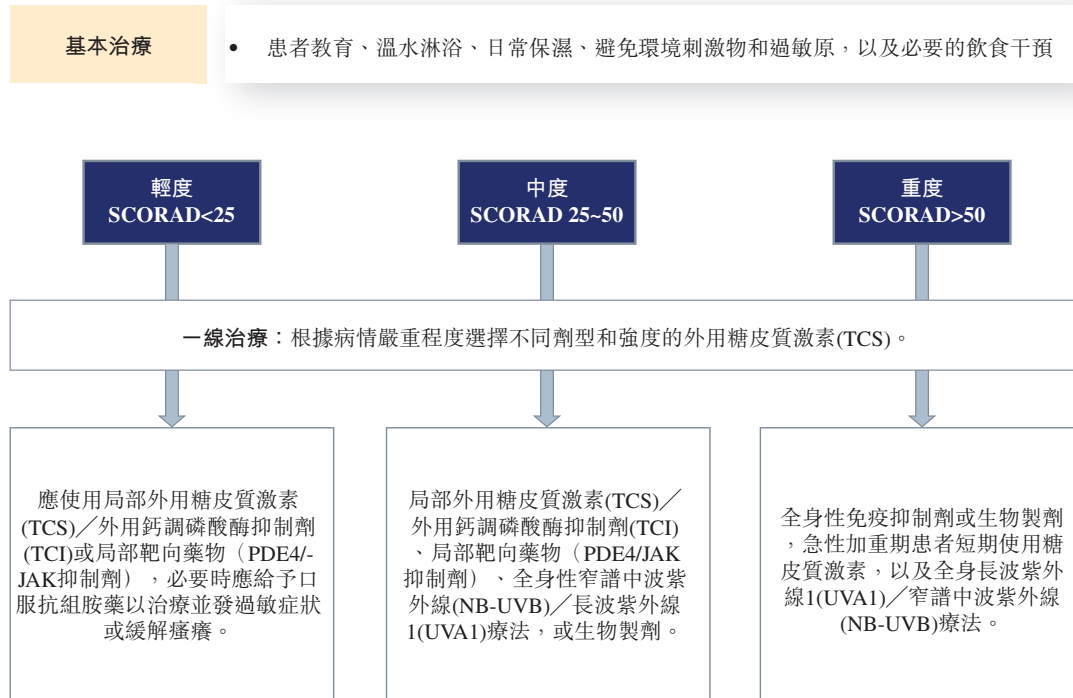 基本治療
• 患者教育、溫水淋浴、日常保濕、避免環境刺激物和過敏原，以及必要的飲食干預
輕度
SCORAD<25
中度
SCORAD 25~50
重度
SCORAD>50
一線治療：根據病情嚴重程度選擇不同劑型和強度的外用糖皮質激素(TCS)。
應使用局部外用糖皮質激素
(TCS)／外用鈣調磷酸酶抑制劑
(TCI)或局部靶向藥物（PDE4/-
JAK抑制劑），必要時應給予口
服抗組胺藥以治療並發過敏症狀
或緩解瘙癢。
局部外用糖皮質激素(TCS)／
外用鈣調磷酸酶抑制劑(TCI)
、局部靶向藥物（PDE4/JAK
抑制劑）、全身性窄譜中波紫
外線(NB-UVB)／長波紫外線
1(UVA1)療法，或生物製劑。
全身性免疫抑制劑或生物製劑
，急性加重期患者短期使用糖
皮質激素，以及全身長波紫外
線1(UVA1)／窄譜中波紫外線
(NB-UVB)療法。